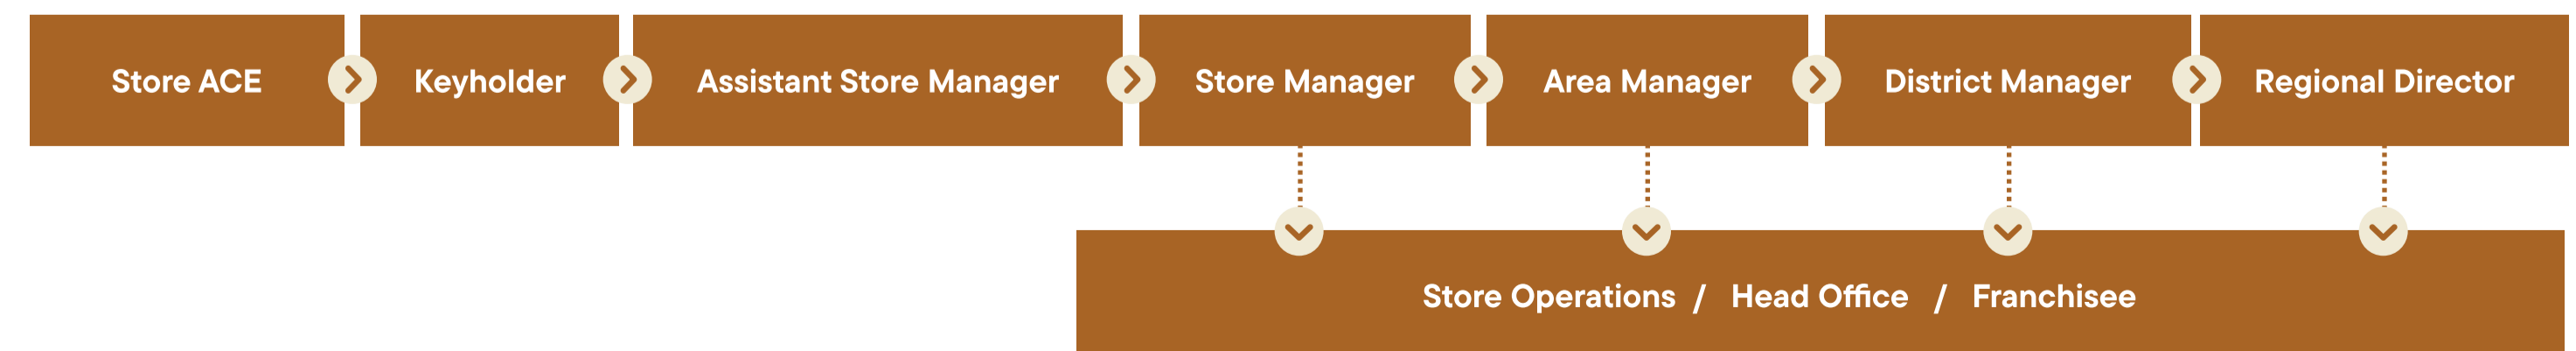 Store ACE
Keyholder
Assistant Store Manager
Store Manager
Area Manager
District Manager
Regional Director
Store Operations / Head Office / Franchisee